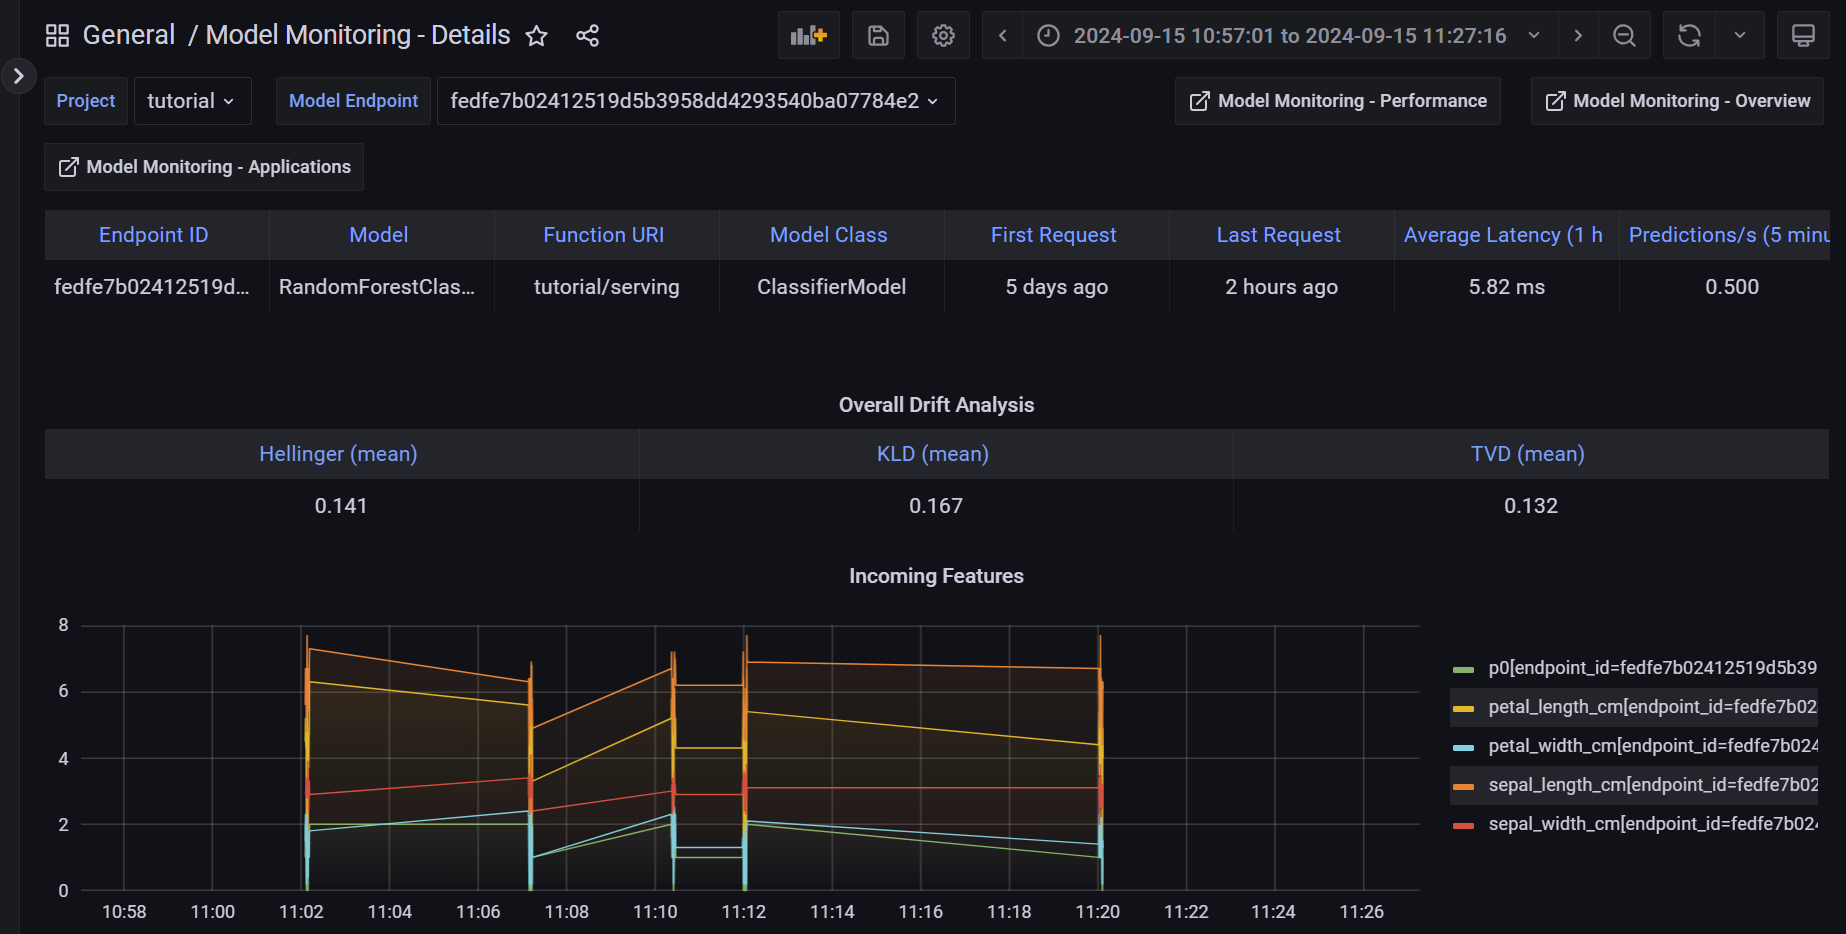 General / Model Monitoring - Details
2024-09-15 10:57:01 to 2024-09-15 11:27:16
Project tutorial Model Endpoint fedfe7b02412519d5b3958dd4293540ba07784e2 Model Monitoring - Performance Model Monitoring - Overview
Model Monitoring - Applications
Endpoint ID Model Function URI Model Class First Request Last Request Average Latency (1 h Predictions/s (5 minu
fedfe7b02412519d... RandomForestClas... tutorial/serving ClassifierModel 5 days ago 2 hours ago 5.82 ms 0.500
Overall Drift Analysis
Hellinger (mean) KLD (mean) TVD (mean)
0.141 0.167 0.132
Incoming Features
8
6
4
2
0
10:58 11:00 11:02 11:04 11:06 11:08 11:10 11:12 11:14 11:16 11:18 11:20 11:22 11:24 11:26
p0[endpoint_id=fedfe7b02412519d5b39
petal_length_cm[endpoint_id=fedfe7b02
petal_width_cm[endpoint_id=fedfe7b024
sepal_length_cm[endpoint_id=fedfe7b02
sepal_width_cm[endpoint_id=fedfe7b024